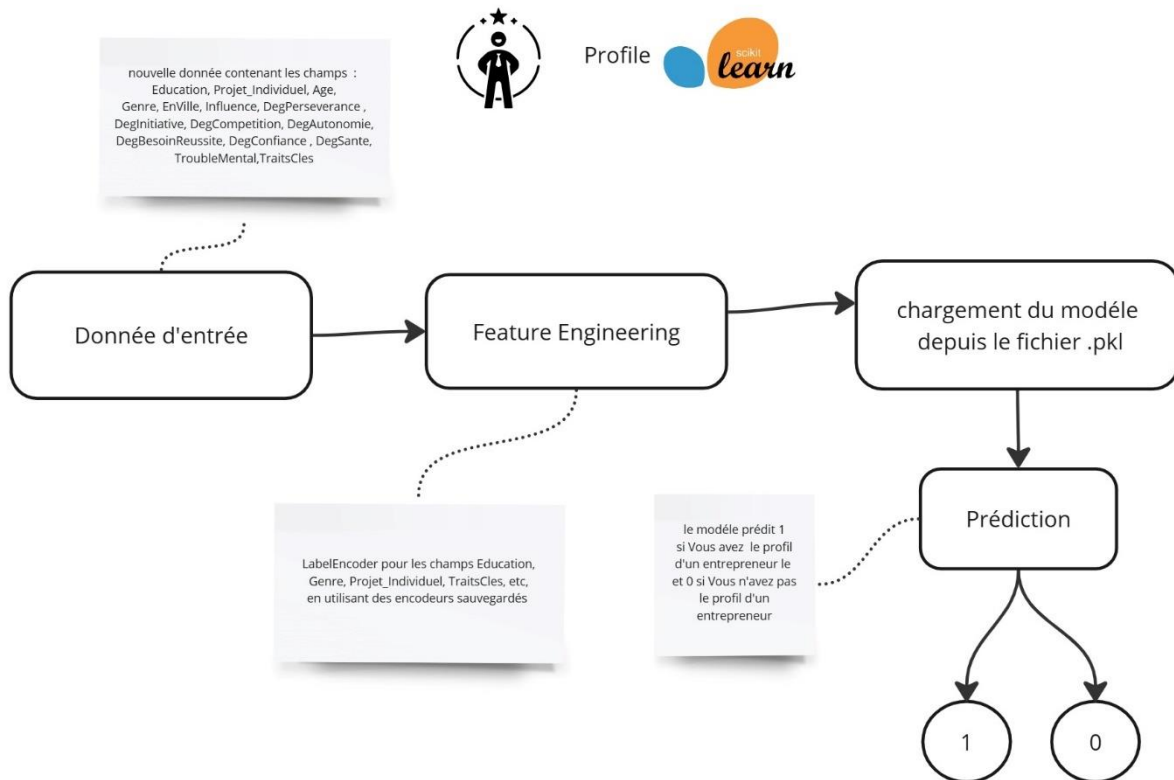 Profile
scikit
learn
nouvelle donnée contenant les champs :
Education, Projet_Individuel, Age,
Genre, EnVille, Influence, DegPerseverance ,
DegInitiative, DegCompetition, DegAutonomie,
DegBesoinReussite, DegConfiance , DegSante,
TroubleMental,TraitsCles
Donnée d'entrée
Feature Engineering
chargement du modéle
depuis le fichier .pkl
LabelEncoder pour les champs Education,
Genre, Projet_Individuel, TraitsCles, etc,
en utilisant des encodeurs sauvegardés
le modéle prédit 1
si Vous avez le profil
d'un entrepreneur le
et 0 si Vous n'avez pas
le profil d'un
entrepreneur
Prédiction
1
0